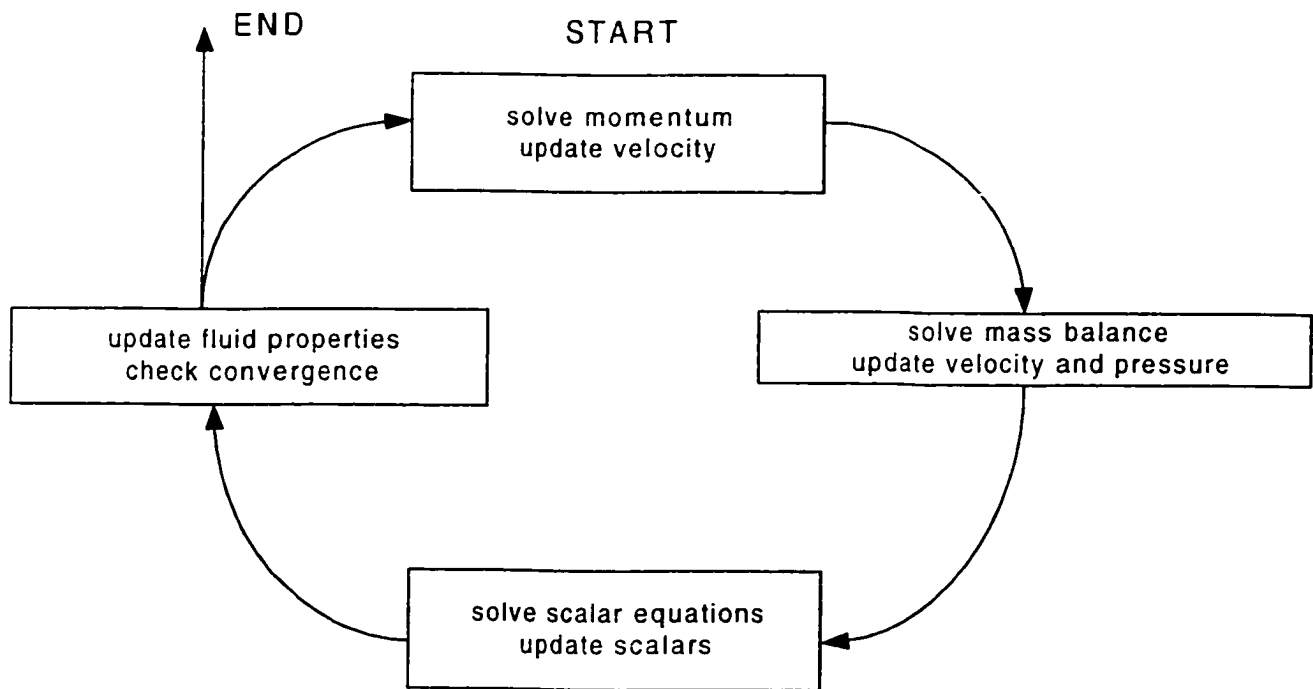 END
START
solve momentum
update velocity
solve mass balance
update velocity and pressure
solve scalar equations
update scalars
update fluid properties
check convergence